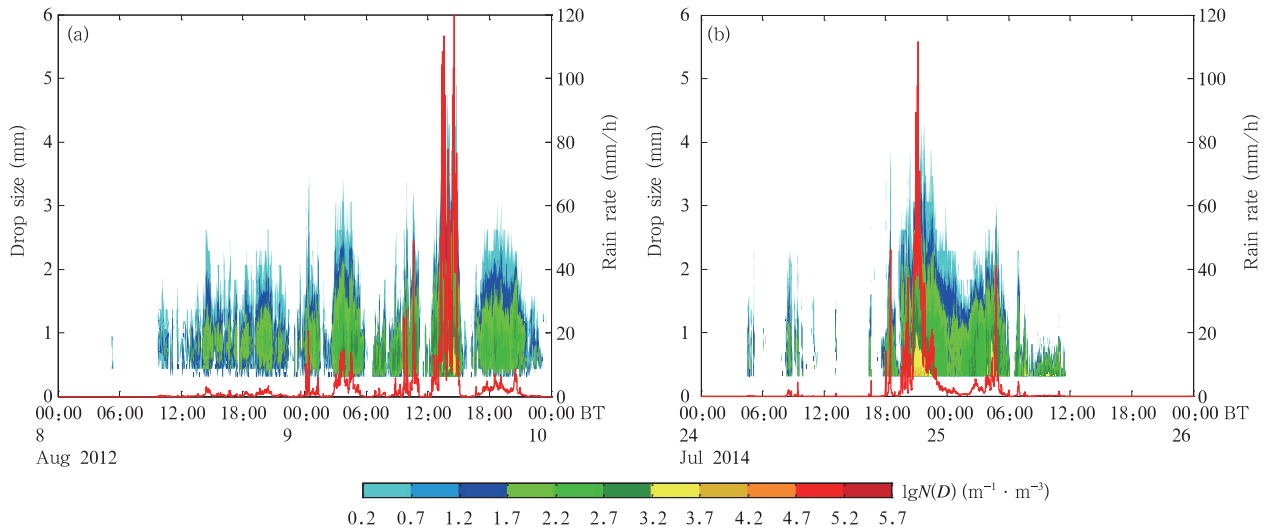 (a)
Drop size (mm)
6
5
4
3
2
1
0
120
100
80
60
40
20
0
Rain rate (mm/h)
00:00 06:00 12:00 18:00 00:00 06:00 12:00 18:00 00:00 BT
8 9 10
Aug 2012
(b)
Drop size (mm)
6
5
4
3
2
1
0
120
100
80
60
40
20
0
Rain rate (mm/h)
00:00 06:00 12:00 18:00 00:00 06:00 12:00 18:00 00:00 BT
24 25 26
Jul 2014
lgN(D) (m⁻¹ · m⁻³)
0.2 0.7 1.2 1.7 2.2 2.7 3.2 3.7 4.2 4.7 5.2 5.7